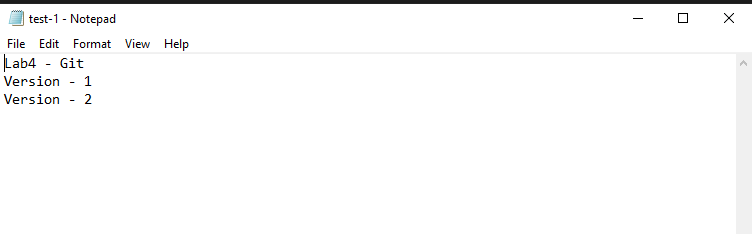 test-1 - Notepad
File Edit Format View Help
Lab4 - Git
Version - 1
Version - 2